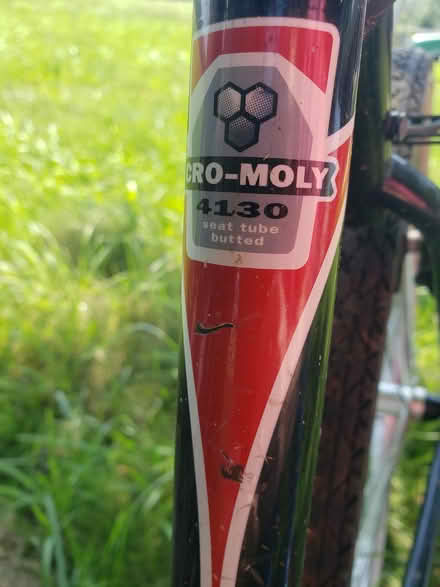 CRO-MOLY
4130
seat tube
butted